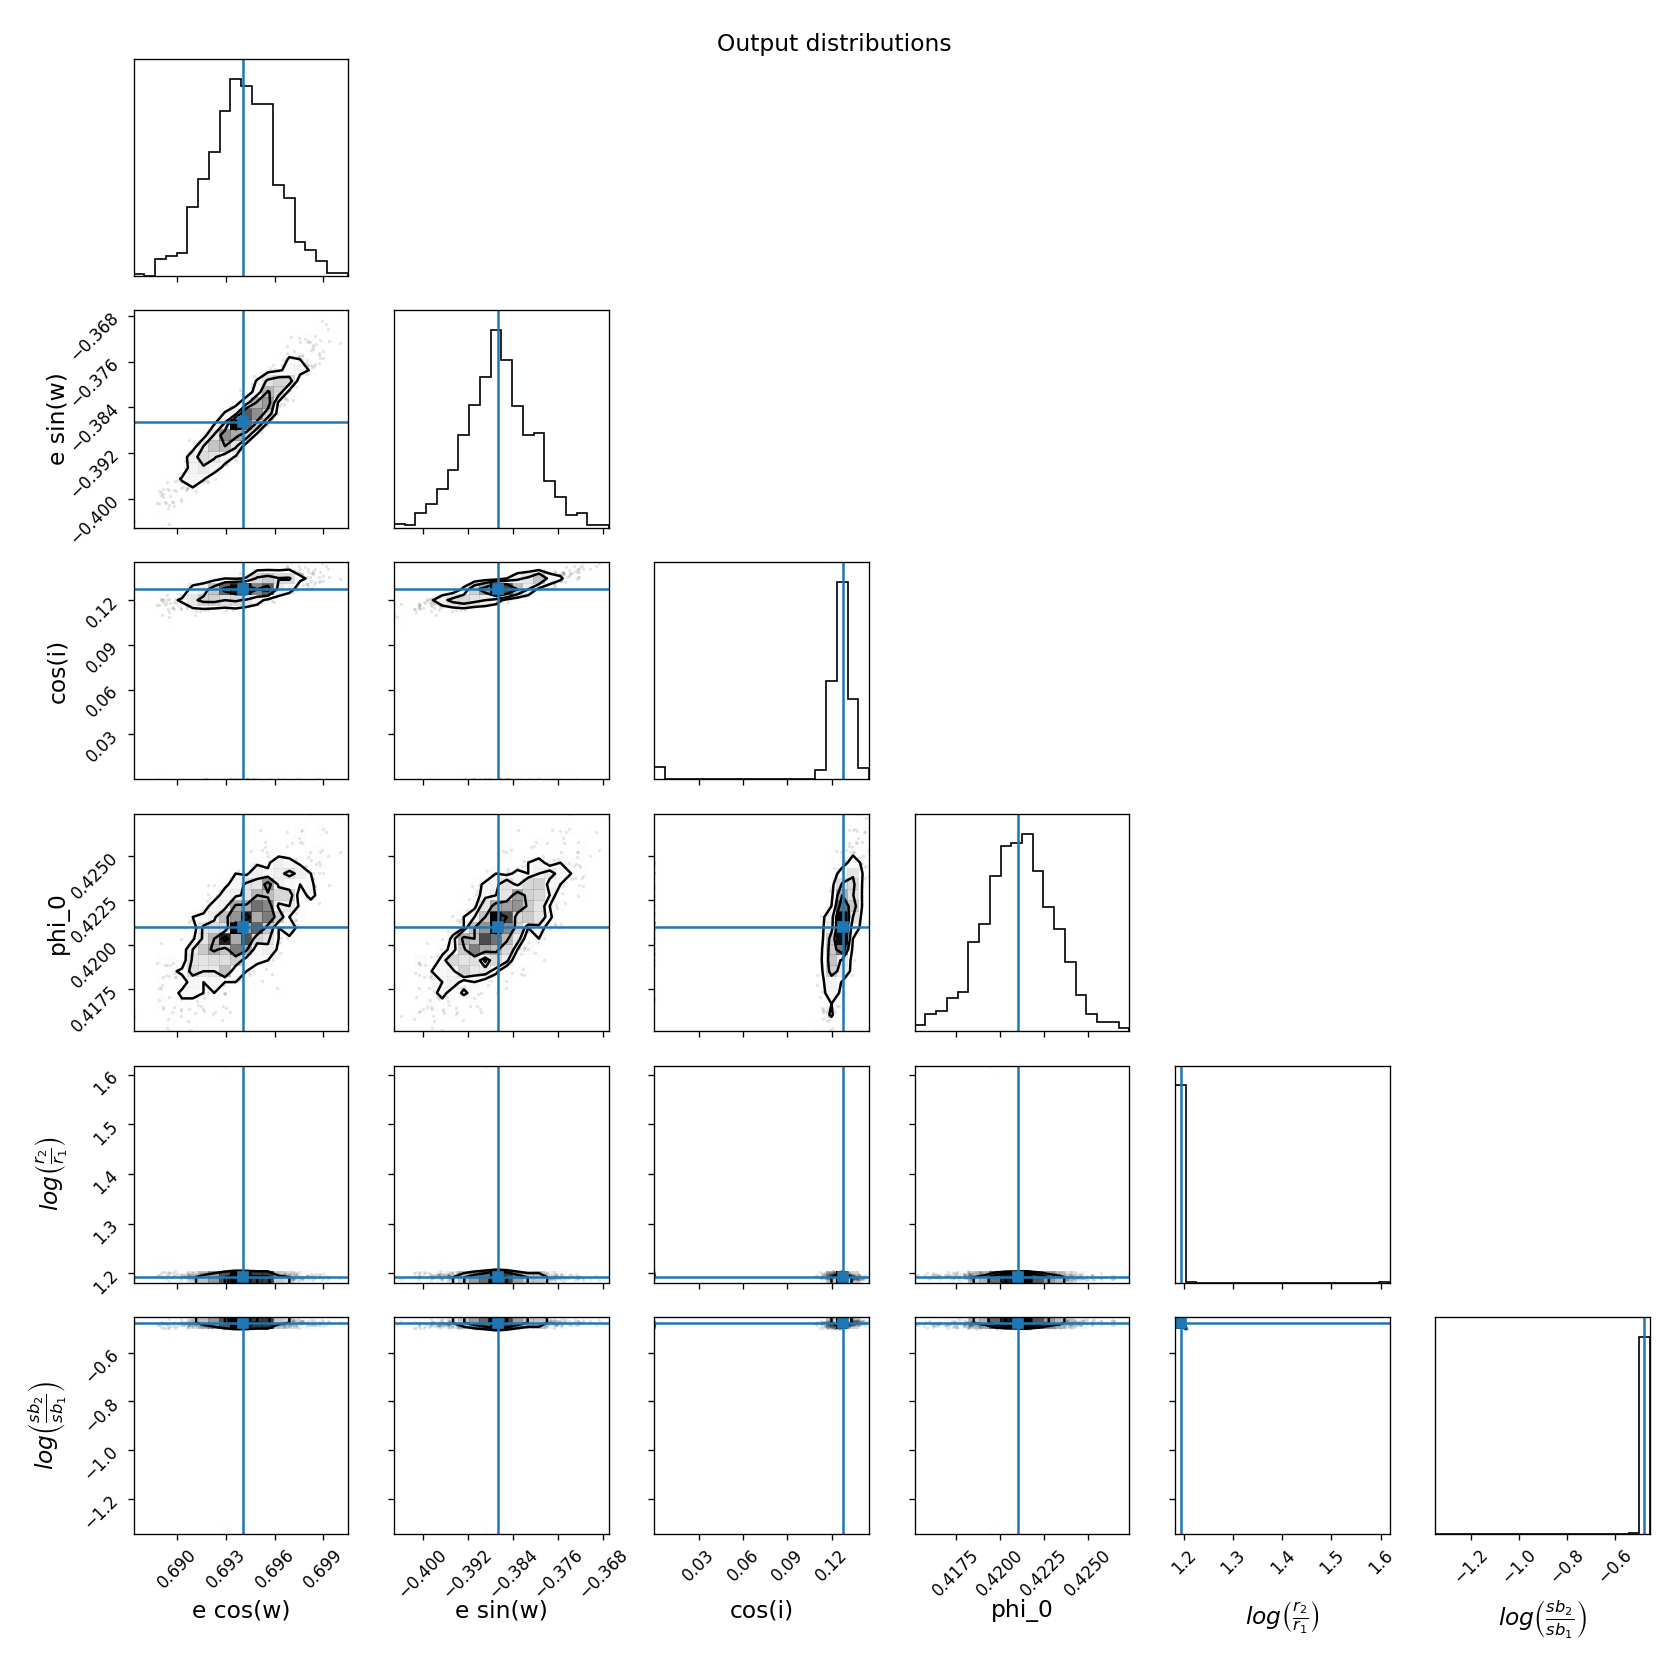 Output distributions
e sin(w)
−0.368
−0.376
−0.384
−0.392
−0.400
cos(i)
0.12
0.09
0.06
0.03
phi_0
0.4250
0.4225
0.4200
0.4175
log(r₂/r₁)
1.6
1.5
1.4
1.3
1.2
log(sb₂/sb₁)
−0.6
−0.8
−1.0
−1.2
0.690 0.693 0.696 0.699 −0.400 −0.392 −0.384 −0.376 −0.368 0.03 0.06 0.09 0.12 0.4175 0.4200 0.4225 0.4250 1.2 1.3 1.4 1.5 1.6 −1.2 −1.0 −0.8 −0.6
e cos(w) e sin(w) cos(i) phi_0 log(r₂/r₁) log(sb₂/sb₁)